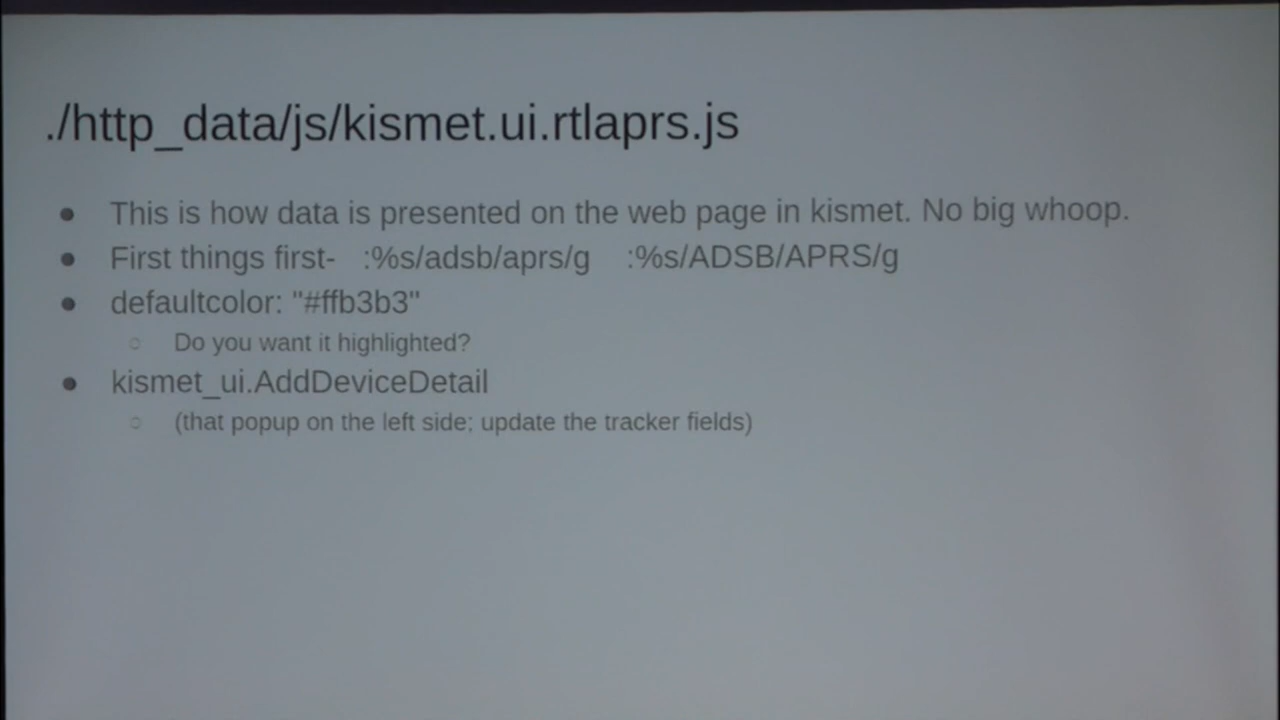 ./http_data/js/kismet.ui.rtlaprs.js
● This is how data is presented on the web page in kismet. No big whoop.
● First things first- :%s/adsb/aprs/g :%s/ADSB/APRS/g
● defaultcolor: "#ffb3b3"
○ Do you want it highlighted?
● kismet_ui.AddDeviceDetail
○ (that popup on the left side; update the tracker fields)